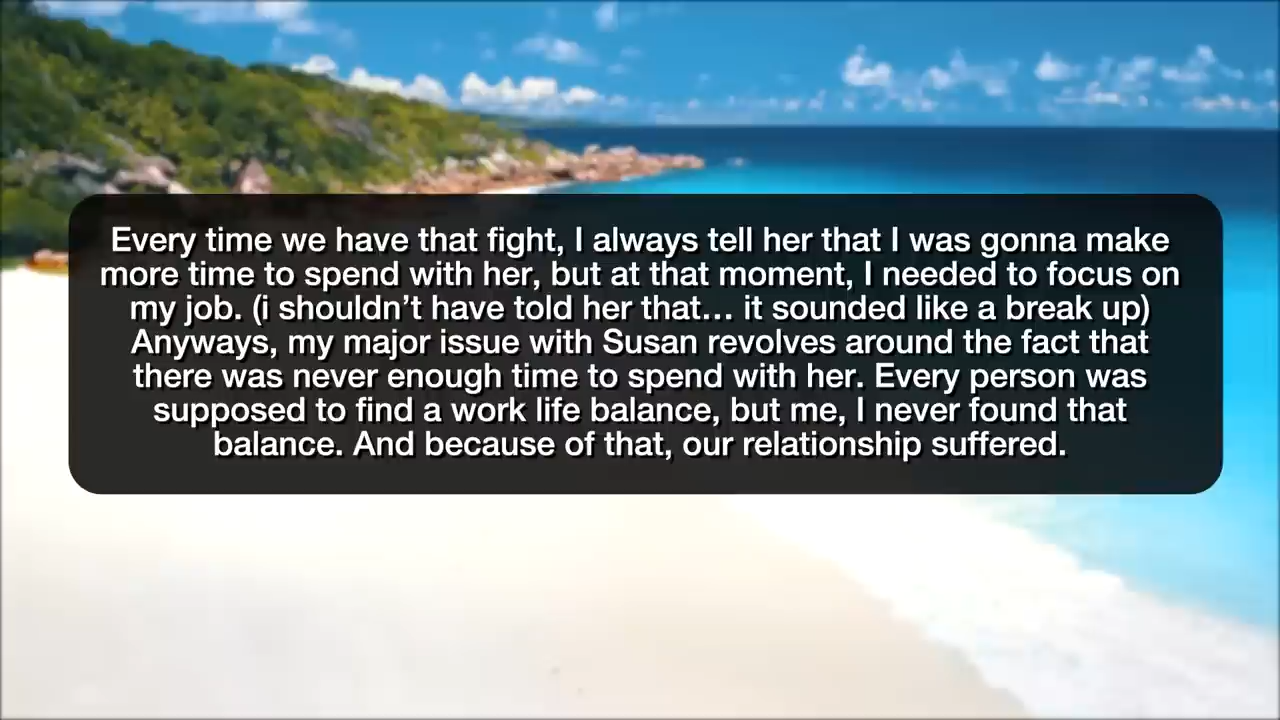 Every time we have that fight, I always tell her that I was gonna make
more time to spend with her, but at that moment, I needed to focus on
my job. (i shouldn’t have told her that... it sounded like a break up)
Anyways, my major issue with Susan revolves around the fact that
there was never enough time to spend with her. Every person was
supposed to find a work life balance, but me, I never found that
balance. And because of that, our relationship suffered.